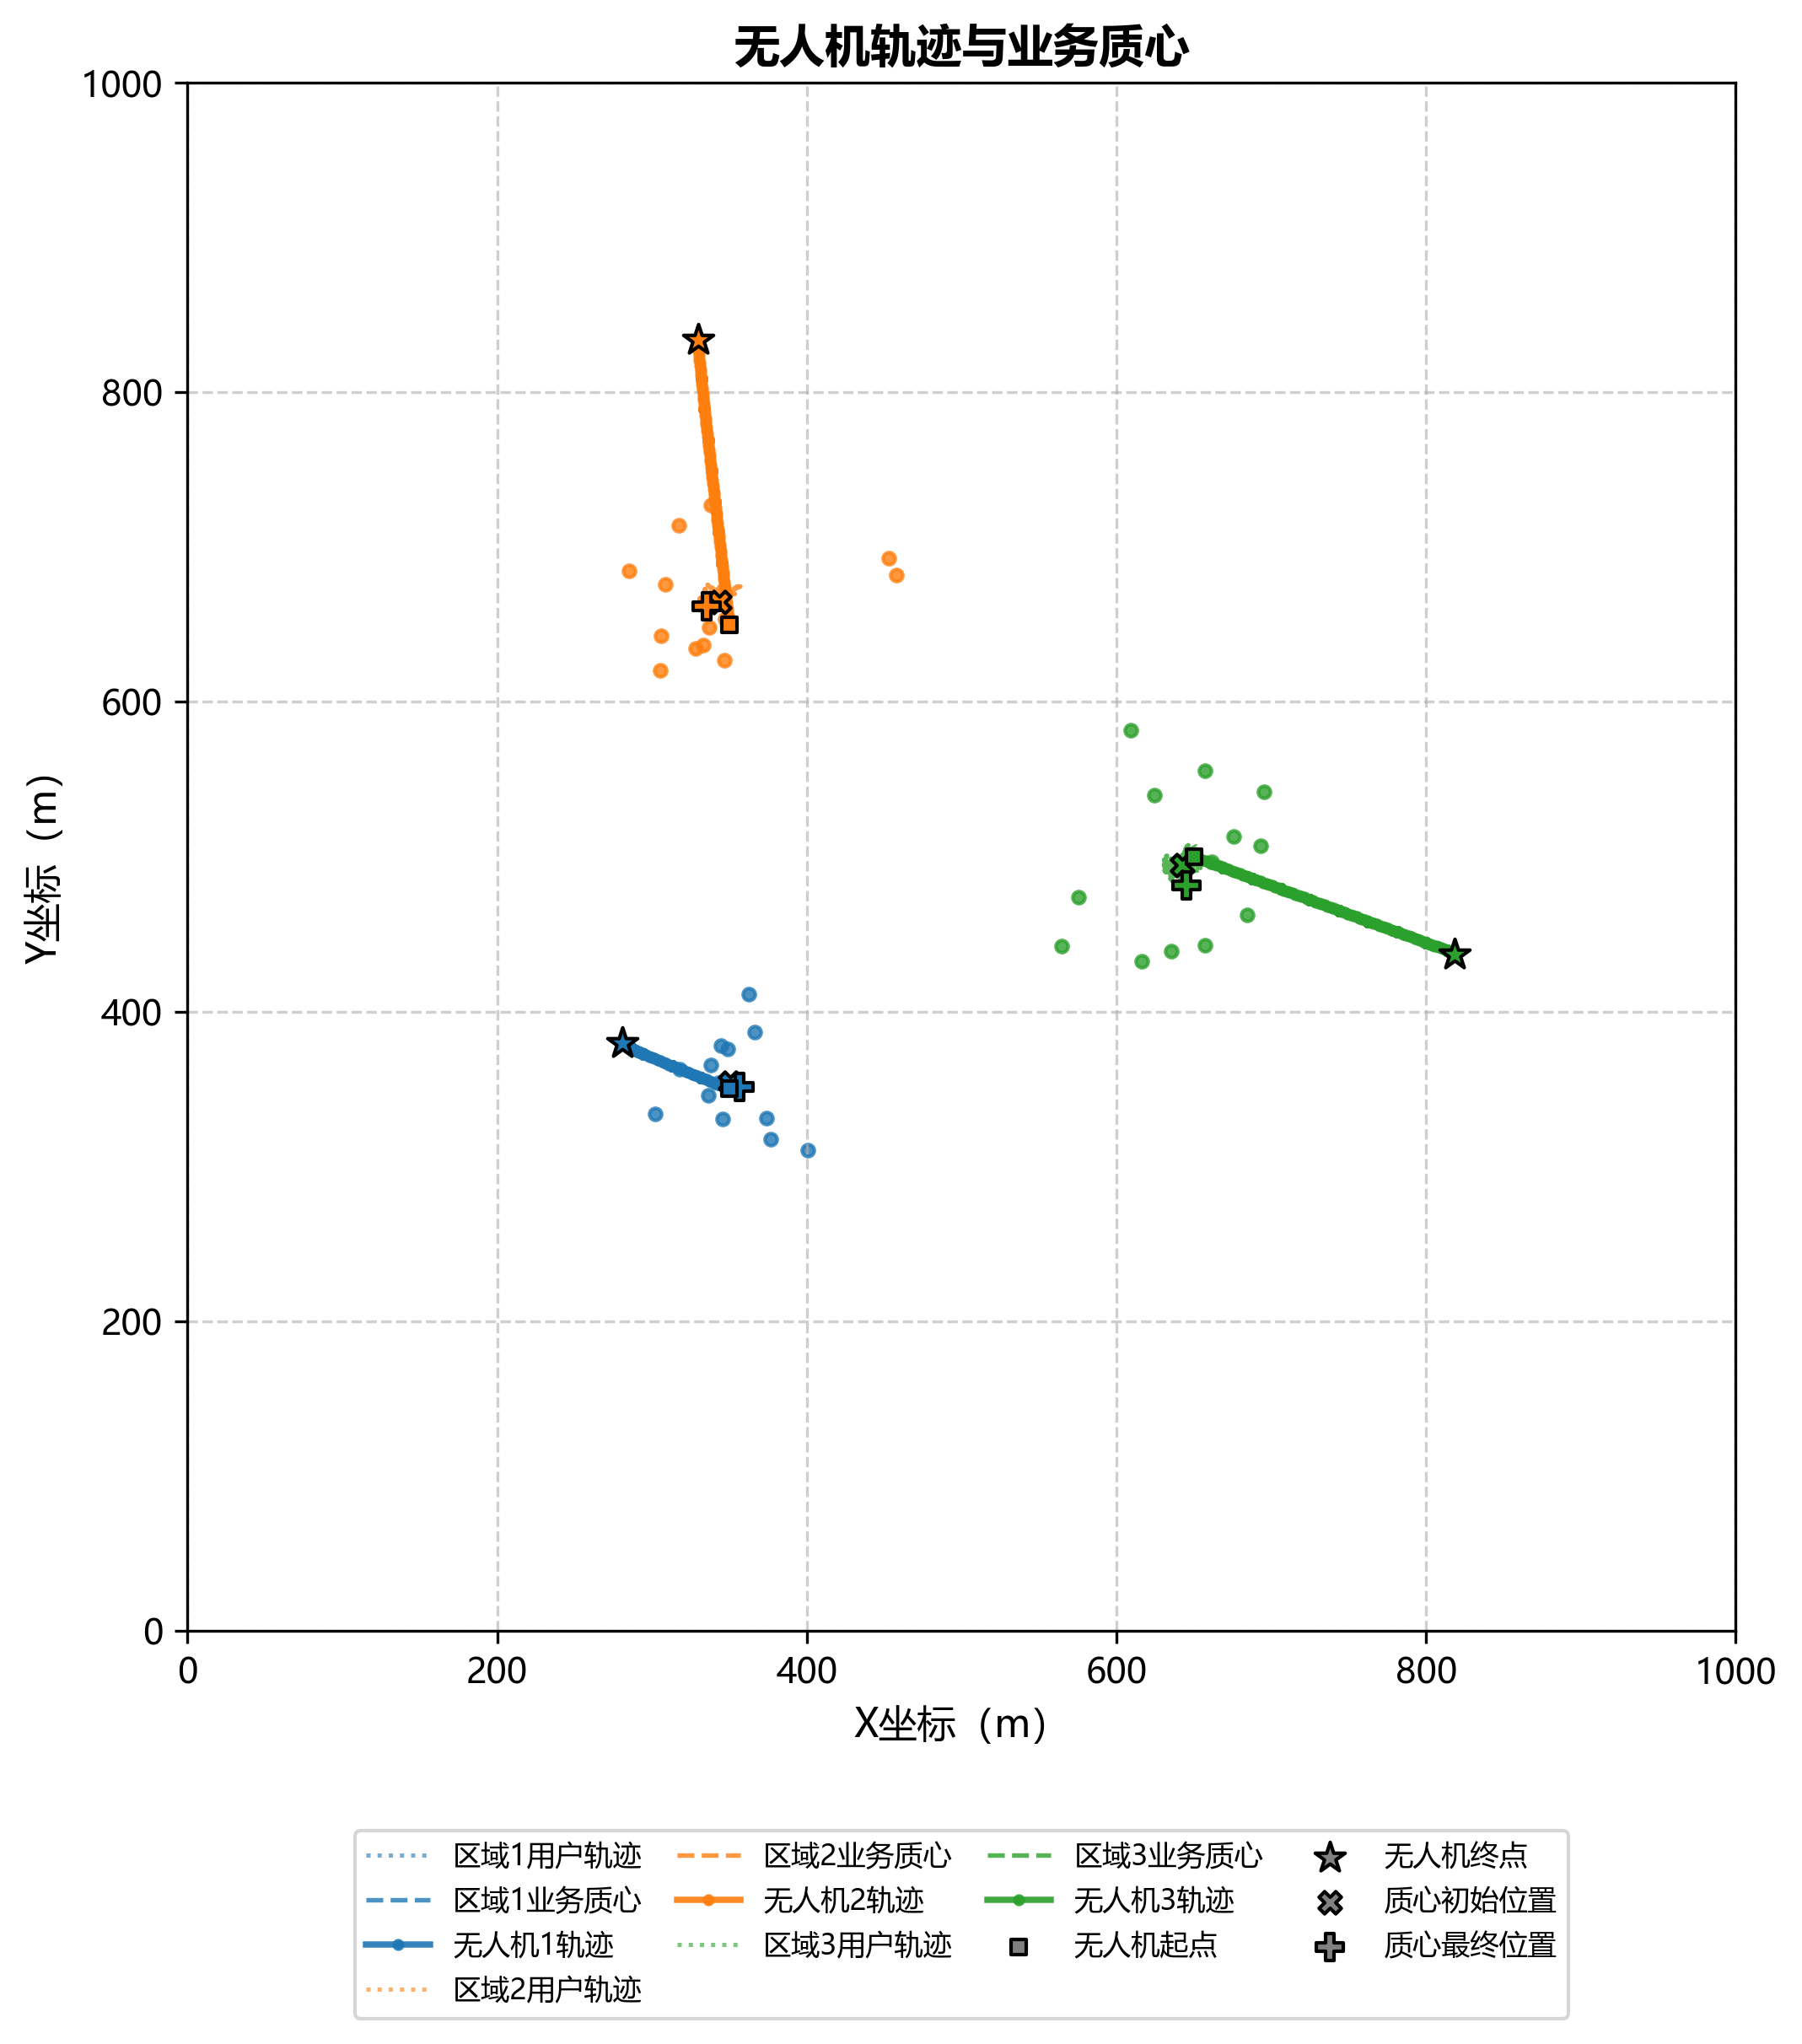 无人机轨迹与业务质心
1000
800
600
400
200
0
Y坐标（m）
0 200 400 600 800 1000
X坐标（m）
区域1用户轨迹 区域2业务质心 区域3业务质心 无人机终点
区域1业务质心 无人机2轨迹 无人机3轨迹 质心初始位置
无人机1轨迹 区域3用户轨迹 无人机起点 质心最终位置
区域2用户轨迹